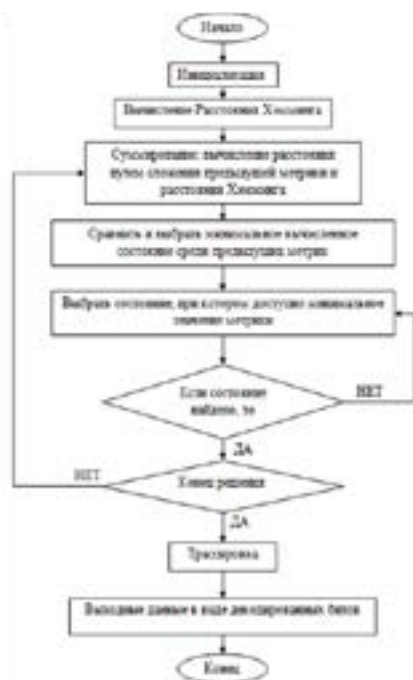 Начало
Инициализация
Вычисление Расстояния Хемминга
Суммирование: вычисление расстояния
путем сложения предыдущей метрики и
расстояния Хемминга
Сравнить и выбрать минимальное вычисленное
состояние среди предыдущих метрик
Выбрать состояние, при котором доступно минимальное
значение метрики
Если состояние
найдено, то
НЕТ
ДА
НЕТ
Конец решения
ДА
Трассировка
Выходные данные в виде декодированных битов
Конец